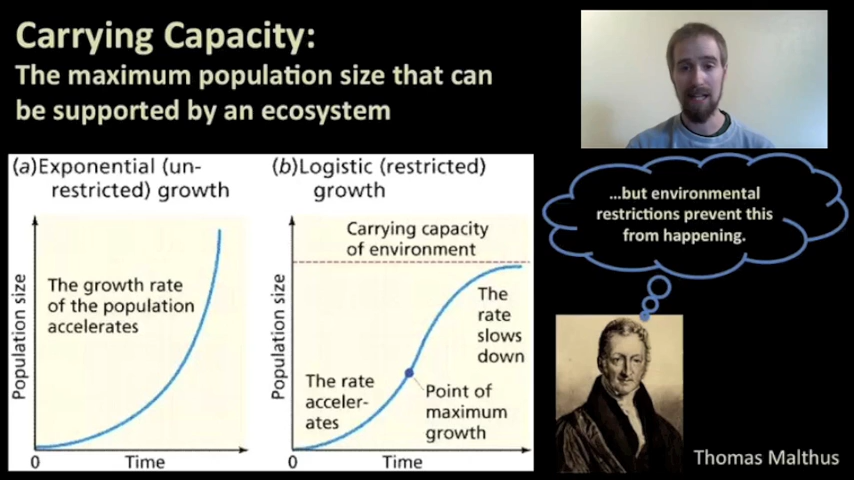 Carrying Capacity:
The maximum population size that can
be supported by an ecosystem
(a)Exponential (un-
restricted) growth
Population size
The growth rate
of the population
accelerates
0
Time
(b)Logistic (restricted)
growth
Population size
Carrying capacity
of environment
The
rate
slows
down
The rate
acceler-
ates
Point of
maximum
growth
0
Time
...but environmental
restrictions prevent this
from happening.
Thomas Malthus